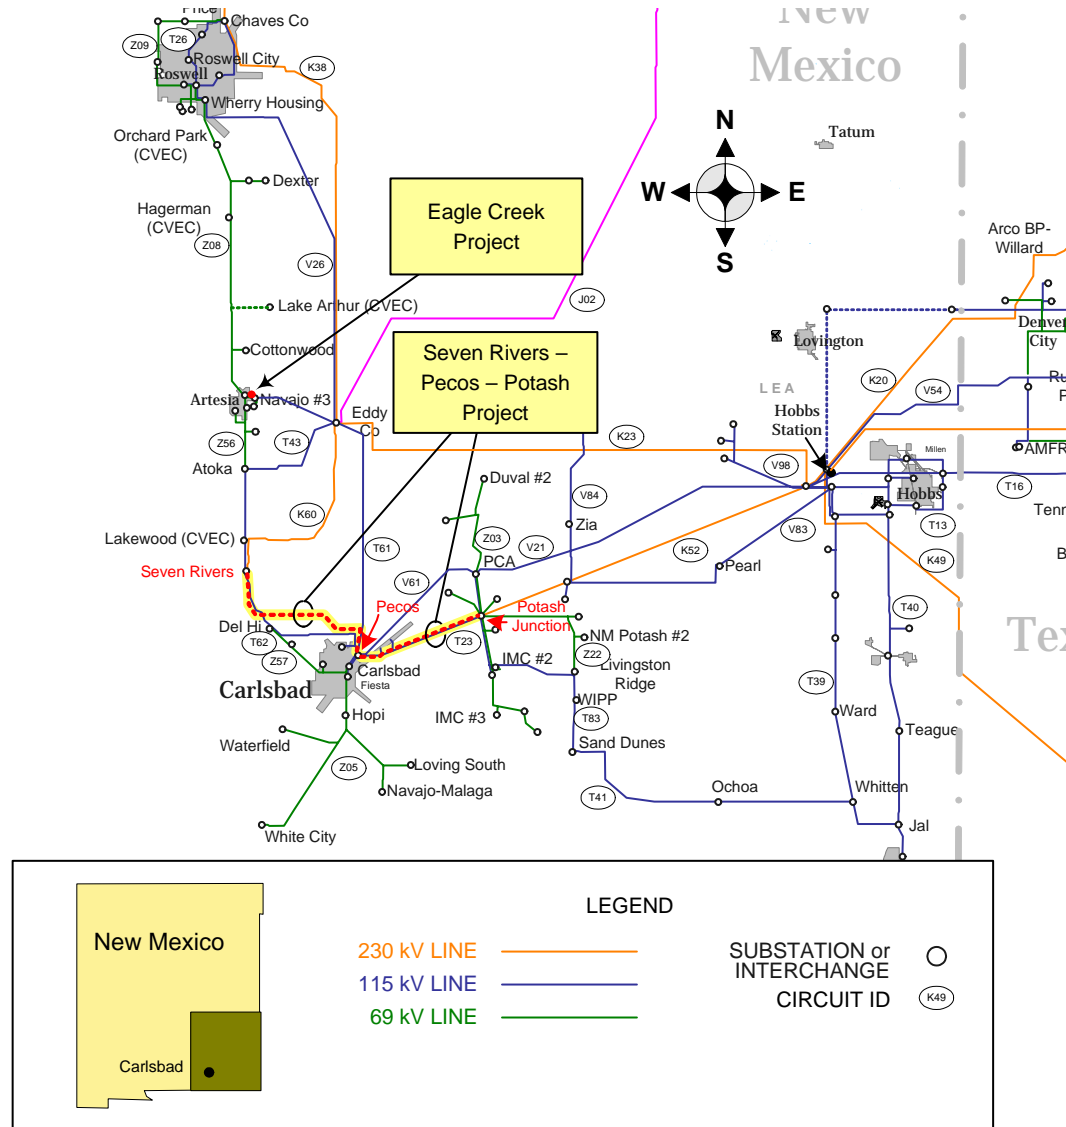 Price
Chaves Co
New
Mexico
Z09
T26
Roswell City
Roswell
K38
Wherry Housing
Orchard Park
(CVEC)
Tatum
N
W
E
S
Dexter
Eagle Creek
Project
Hagerman
(CVEC)
Z08
V26
Arco BP-
Willard
J02
Lake Arthur (CVEC)
Denver
City
Cottonwood
Seven Rivers –
Pecos – Potash
Project
Lovington
LEA
K20
V54
Ru
P
Artesia
Navajo #3
Eddy
Co
Hobbs
Station
Z56
T43
K23
Millen
AMFR
Atoka
V98
Duval #2
T16
Hobbs
K60
V84
Tenn
Lakewood (CVEC)
Zia
T13
V83
Z03
V21
K52
K49
B
T61
PCA
Pearl
Seven Rivers
V61
Pecos
Potash
Junction
T40
Del Hi
T62
Z57
T23
NM Potash #2
Tex
Z22
Livingston
Ridge
IMC #2
Carlsbad
Fiesta
Carlsbad
T39
WIPP
Hopi
IMC #3
T83
Ward
Teague
Waterfield
Sand Dunes
Z05
Loving South
Navajo-Malaga
T41
Ochoa
Whitten
White City
Jal
LEGEND
New Mexico
230 kV LINE
115 kV LINE
69 kV LINE
SUBSTATION or
INTERCHANGE
CIRCUIT ID
K49
Carlsbad